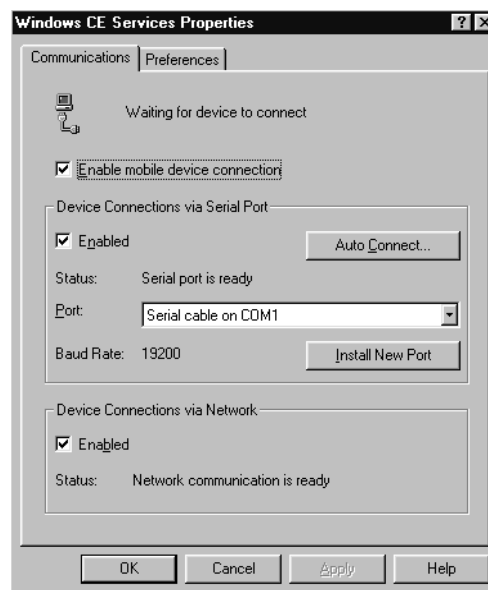 Windows CE Services Properties
Communications Preferences
Waiting for device to connect
Enable mobile device connection
Device Connections via Serial Port
Enabled Auto Connect...
Status: Serial port is ready
Port: Serial cable on COM1
Baud Rate: 19200 Install New Port
Device Connections via Network
Enabled
Status: Network communication is ready
OK Cancel Apply Help